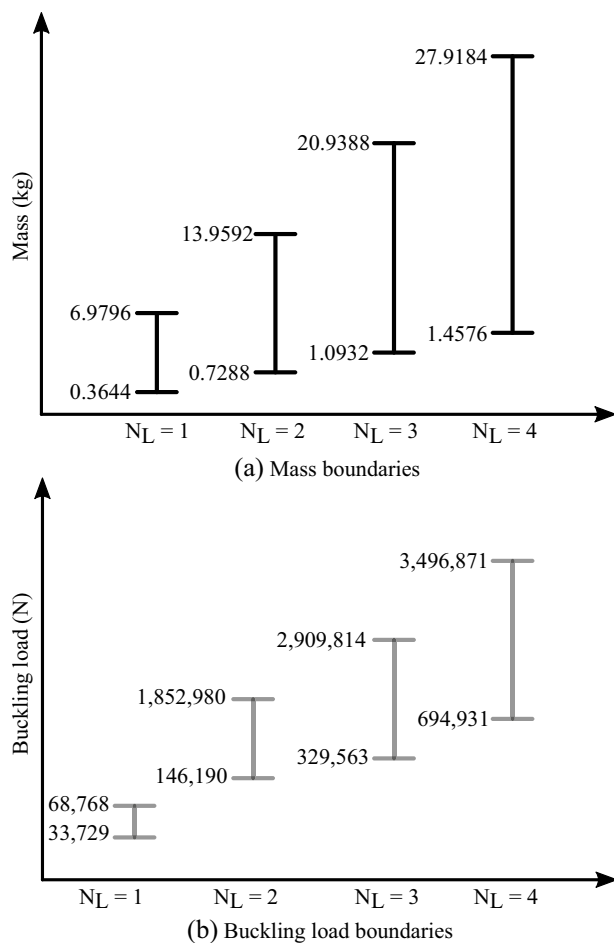 27.9184
20.9388
13.9592
6.9796
1.4576
1.0932
0.7288
0.3644
Mass (kg)
N_L = 1
N_L = 2
N_L = 3
N_L = 4
(a) Mass boundaries
3,496,871
2,909,814
1,852,980
694,931
329,563
146,190
68,768
33,729
Buckling load (N)
N_L = 1
N_L = 2
N_L = 3
N_L = 4
(b) Buckling load boundaries